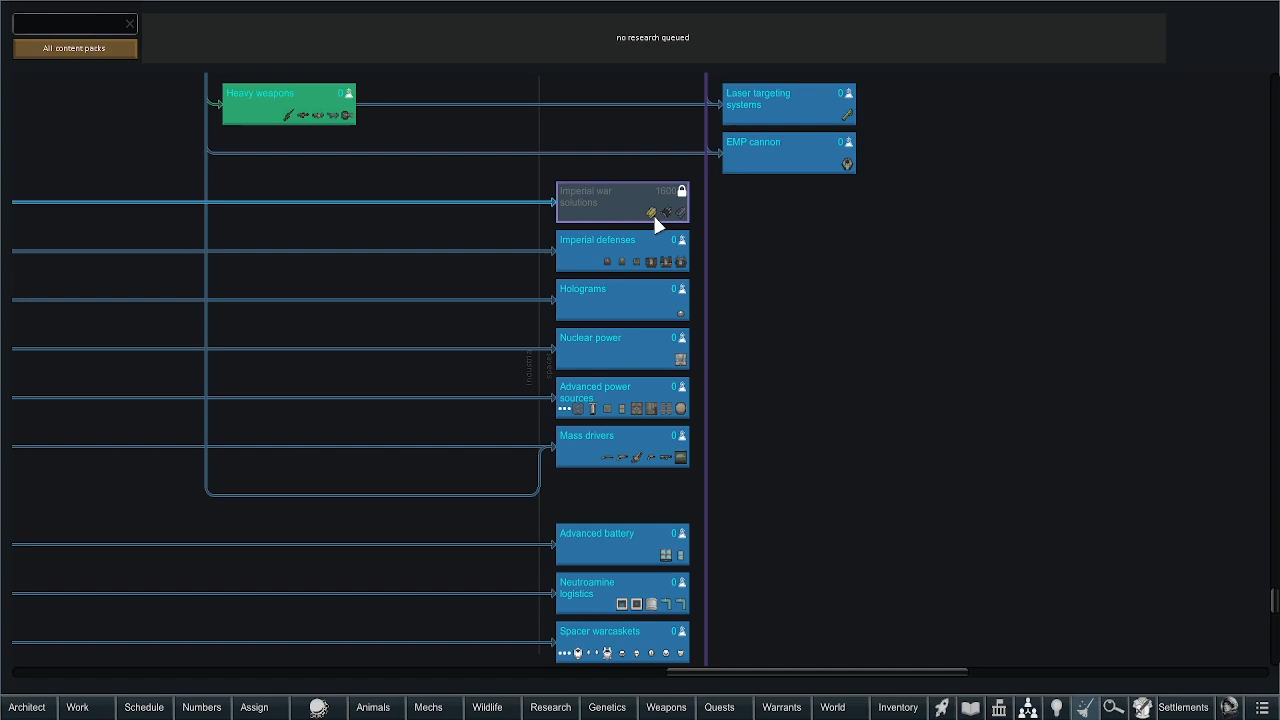 no research queued
All content packs
Heavy weapons 0
Laser targeting systems 0
EMP cannon 0
Imperial war solutions 1600
Imperial defenses 0
Holograms 0
Nuclear power 0
industrial
spacer
Advanced power sources 0
Mass drivers 0
Advanced battery 0
Neutroamine logistics 0
Spacer warcaskets 0
Architect Work Schedule Numbers Assign Animals Mechs Wildlife Research Genetics Weapons Quests Warrants World Inventory Settlements